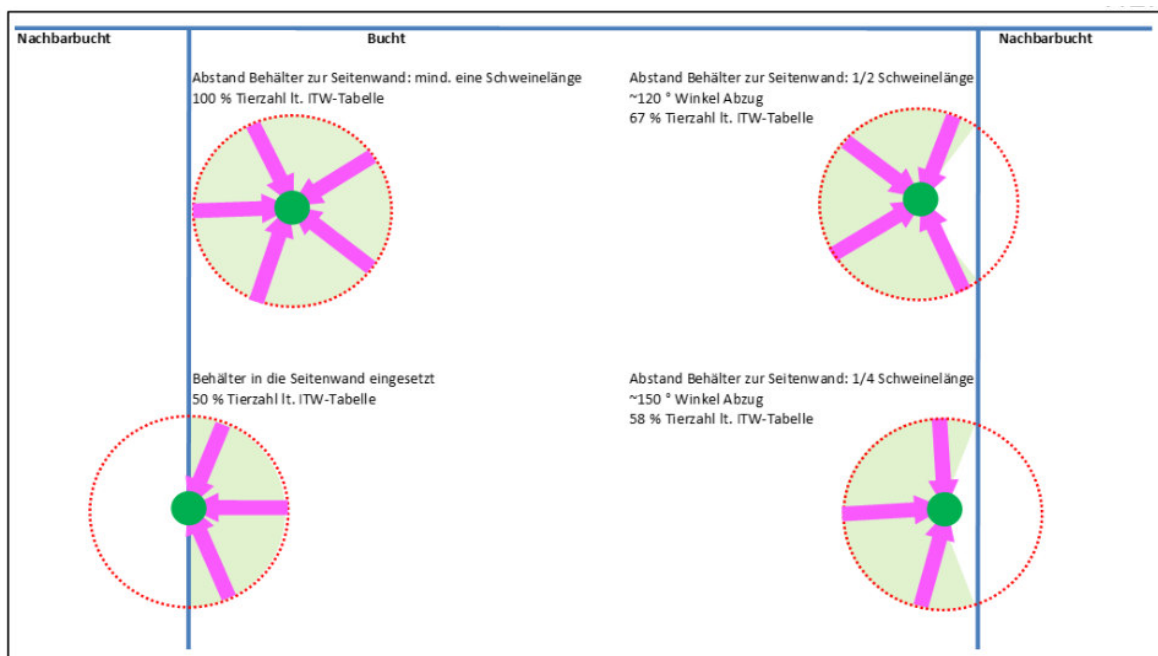 Nachbarbucht
Bucht
Nachbarbucht
Abstand Behälter zur Seitenwand: mind. eine Schweinelänge
100 % Tierzahl lt. ITW-Tabelle
Abstand Behälter zur Seitenwand: 1/2 Schweinelänge
~120 ° Winkel Abzug
67 % Tierzahl lt. ITW-Tabelle
Behälter in die Seitenwand eingesetzt
50 % Tierzahl lt. ITW-Tabelle
Abstand Behälter zur Seitenwand: 1/4 Schweinelänge
~150 ° Winkel Abzug
58 % Tierzahl lt. ITW-Tabelle